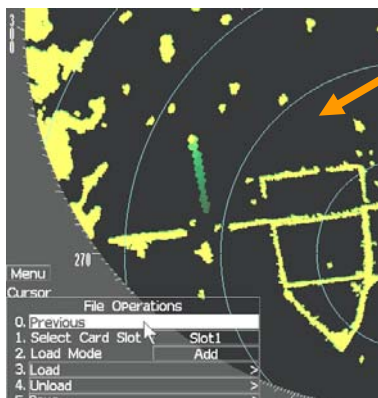 300
270
Menu
Cursor
File Operations
0. Previous
1. Select Card Slot Slot1
2. Load Mode Add
3. Load >
4. Unload >